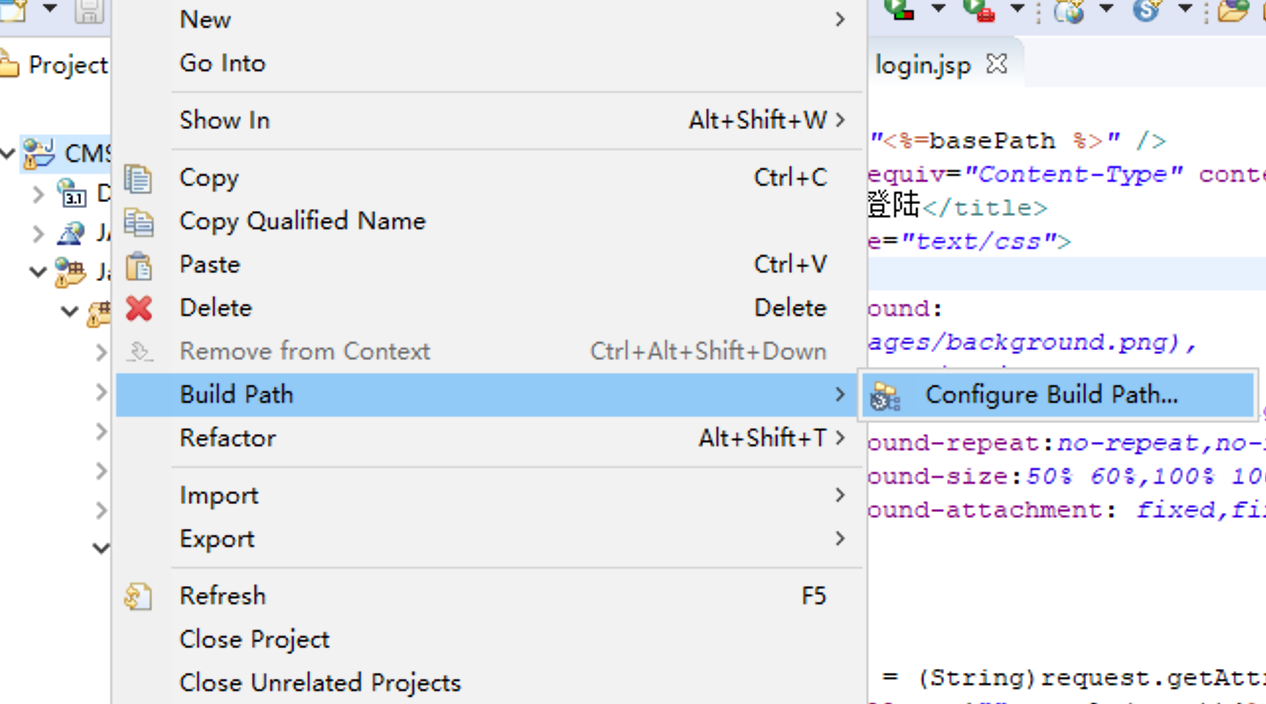 New
Go Into
Project
login.jsp
Show In Alt+Shift+W
"<%=basePath %>" />
CMS
Copy Ctrl+C
equiv="Content-Type" conte
3.1 D
登陆</title>
Copy Qualified Name
e="text/css">
Paste Ctrl+V
Delete Delete
ound:
Remove from Context Ctrl+Alt+Shift+Down
ages/background.png),
Build Path
Configure Build Path...
Refactor Alt+Shift+T
ound-repeat:no-repeat,no-
ound-size:50% 60%,100% 10
Import
ound-attachment: fixed,fi
Export
Refresh F5
Close Project
Close Unrelated Projects
= (String)request.getAtt